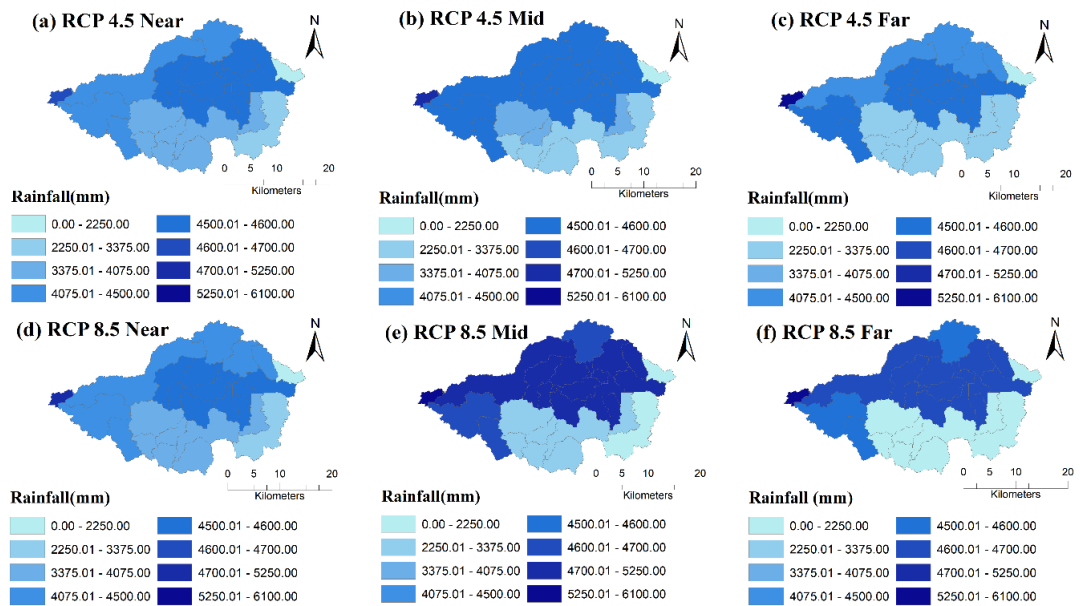 (a) RCP 4.5 Near
N
0 5 10 20
Kilometers
Rainfall(mm)
0.00 - 2250.00
4500.01 - 4600.00
2250.01 - 3375.00
4600.01 - 4700.00
3375.01 - 4075.00
4700.01 - 5250.00
4075.01 - 4500.00
5250.01 - 6100.00
(b) RCP 4.5 Mid
N
0 5 10 20
Kilometers
Rainfall(mm)
0.00 - 2250.00
4500.01 - 4600.00
2250.01 - 3375.00
4600.01 - 4700.00
3375.01 - 4075.00
4700.01 - 5250.00
4075.01 - 4500.00
5250.01 - 6100.00
(c) RCP 4.5 Far
N
0 5 10 20
Kilometers
Rainfall(mm)
0.00 - 2250.00
4500.01 - 4600.00
2250.01 - 3375.00
4600.01 - 4700.00
3375.01 - 4075.00
4700.01 - 5250.00
4075.01 - 4500.00
5250.01 - 6100.00
(d) RCP 8.5 Near
N
0 5 10 20
Kilometers
Rainfall(mm)
0.00 - 2250.00
4500.01 - 4600.00
2250.01 - 3375.00
4600.01 - 4700.00
3375.01 - 4075.00
4700.01 - 5250.00
4075.01 - 4500.00
5250.01 - 6100.00
(e) RCP 8.5 Mid
N
0 5 10 20
Kilometers
Rainfall(mm)
0.00 - 2250.00
4500.01 - 4600.00
2250.01 - 3375.00
4600.01 - 4700.00
3375.01 - 4075.00
4700.01 - 5250.00
4075.01 - 4500.00
5250.01 - 6100.00
(f) RCP 8.5 Far
N
0 5 10 20
Kilometers
Rainfall (mm)
0.00 - 2250.00
4500.01 - 4600.00
2250.01 - 3375.00
4600.01 - 4700.00
3375.01 - 4075.00
4700.01 - 5250.00
4075.01 - 4500.00
5250.01 - 6100.00